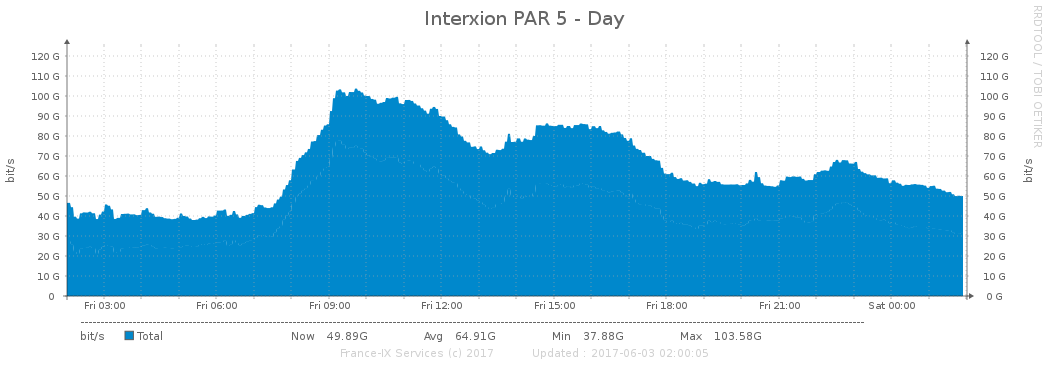 Interxion PAR 5 - Day
RRDTOOL / TOBI OETIKER
bit/s
120 G 120 G
110 G 110 G
100 G 100 G
90 G 90 G
80 G 80 G
70 G 70 G
60 G 60 G
50 G 50 G
40 G 40 G
30 G 30 G
20 G 20 G
10 G 10 G
0 0 G
bit/s
Fri 03:00 Fri 06:00 Fri 09:00 Fri 12:00 Fri 15:00 Fri 18:00 Fri 21:00 Sat 00:00
bit/s Total Now 49.89G Avg 64.91G Min 37.88G Max 103.58G
France-IX Services (c) 2017 Updated : 2017-06-03 02:00:05